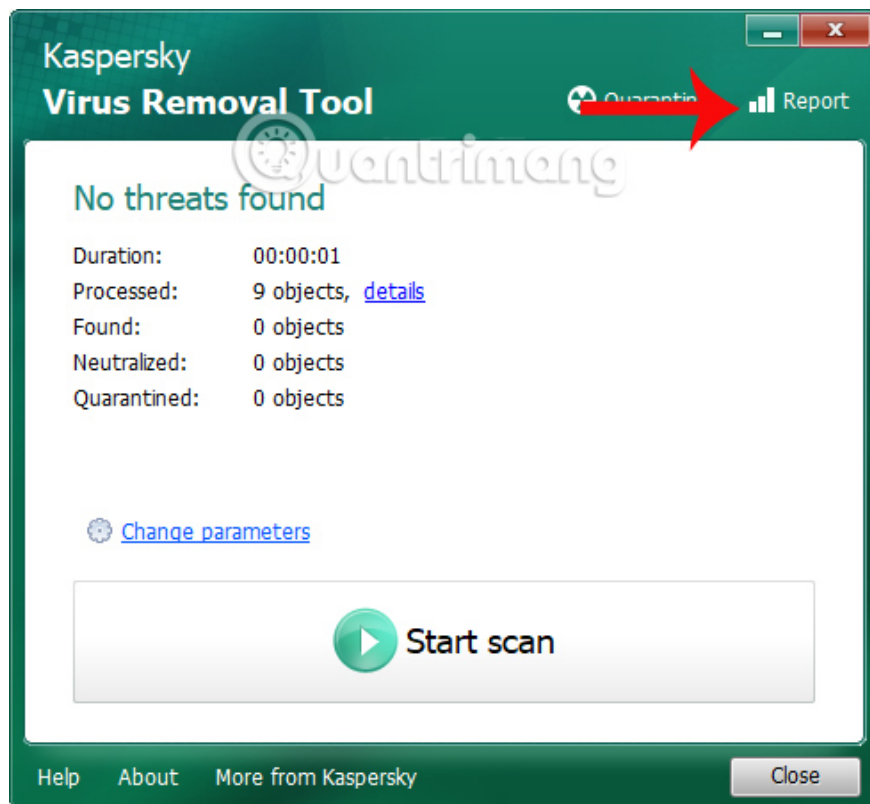 Kaspersky
Virus Removal Tool
Report
Quantrimang
No threats found
Duration: 00:00:01
Processed: 9 objects, details
Found: 0 objects
Neutralized: 0 objects
Quarantined: 0 objects
Change parameters
Start scan
Help About More from Kaspersky Close